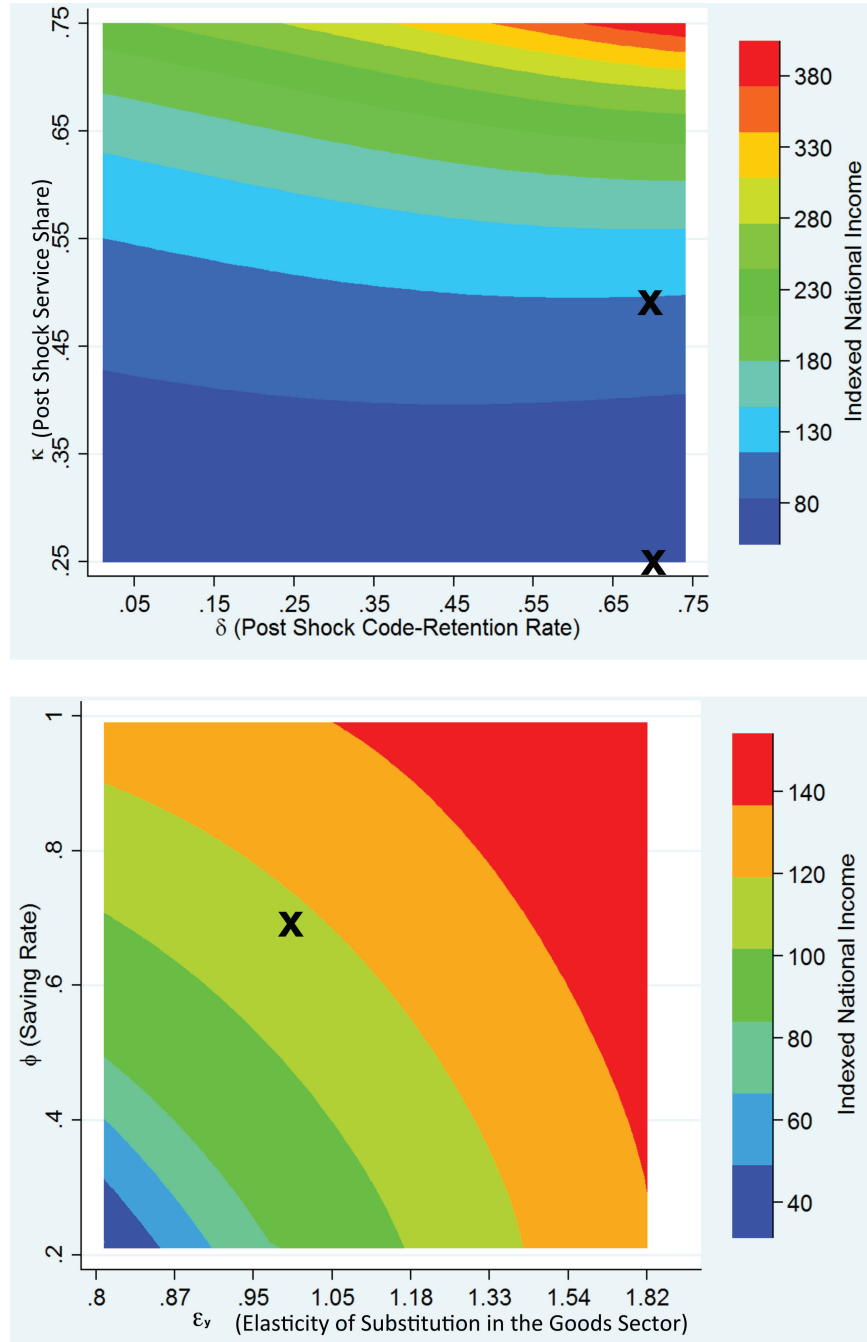 .75
.65
.55
.45
.35
.25
κ (Post Shock Service Share)
X
X
.05 .15 .25 .35 .45 .55 .65 .75
δ (Post Shock Code-Retention Rate)
380
330
280
230
180
130
80
Indexed National Income
1
.8
.6
.4
.2
ϕ (Saving Rate)
X
.8 .87 .95 1.05 1.18 1.33 1.54 1.82
εy (Elasticity of Substitution in the Goods Sector)
140
120
100
80
60
40
Indexed National Income